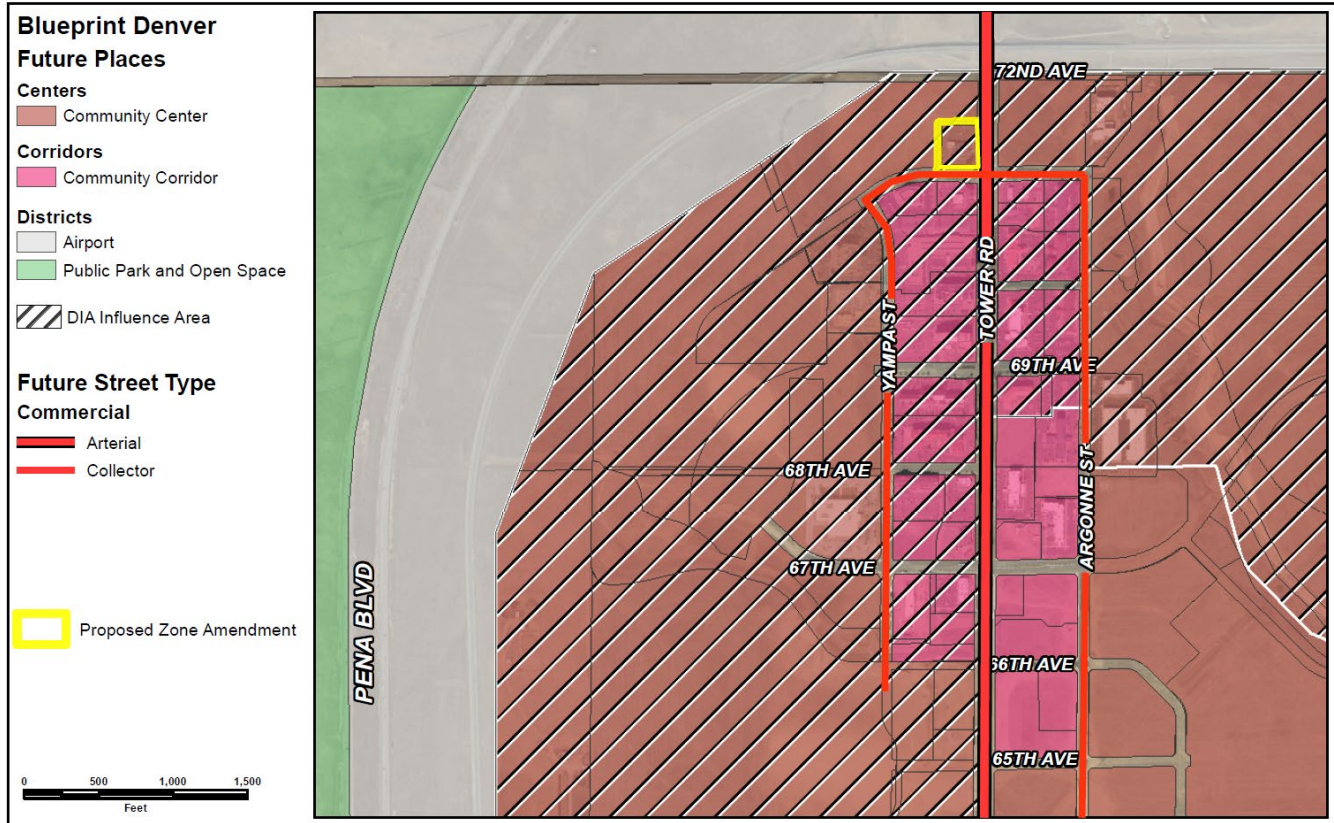 Blueprint Denver
Future Places
Centers
Community Center
Corridors
Community Corridor
Districts
Airport
Public Park and Open Space
DIA Influence Area
Future Street Type
Commercial
Arterial
Collector
Proposed Zone Amendment
0 500 1,000 1,500
Feet
72ND AVE
TOWER RD
YAMPA ST
69TH AVE
68TH AVE
ARGONNE ST
67TH AVE
PENA BLVD
66TH AVE
65TH AVE